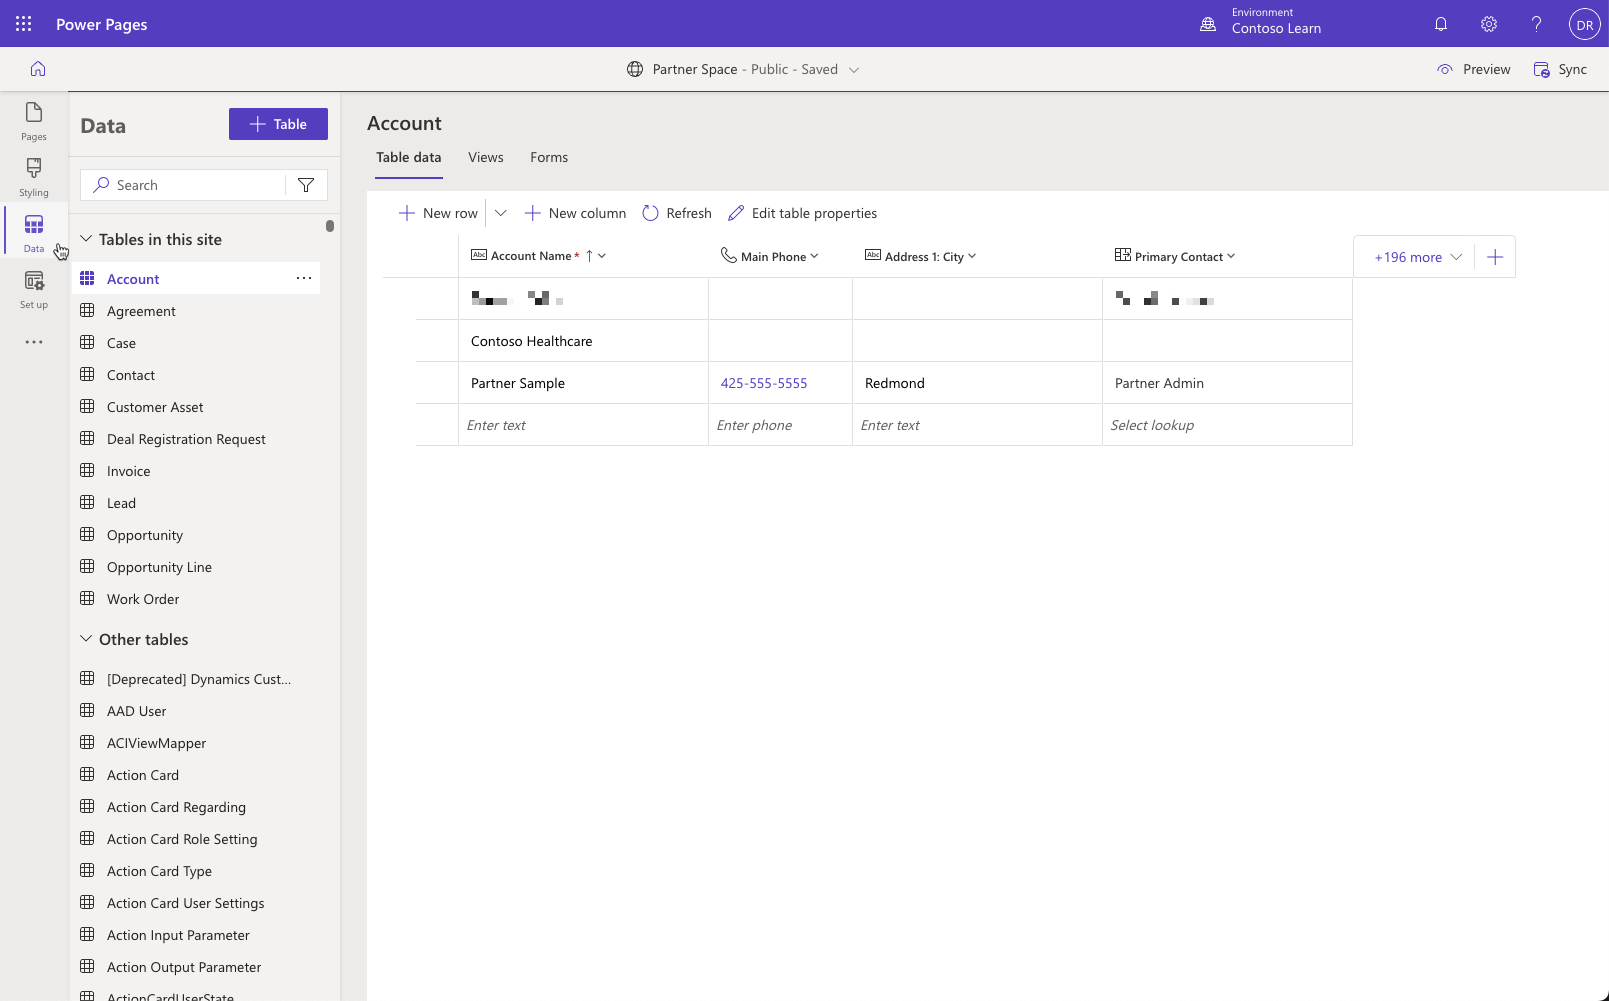 Power Pages
Environment
Contoso Learn
DR
Partner Space - Public - Saved
Preview
Sync
Pages
Styling
Data
Set up
Data
Table
Search
Tables in this site
Account
Agreement
Case
Contact
Customer Asset
Deal Registration Request
Invoice
Lead
Opportunity
Opportunity Line
Work Order
Other tables
[Deprecated] Dynamics Cust...
AAD User
ACIViewMapper
Action Card
Action Card Regarding
Action Card Role Setting
Action Card Type
Action Card User Settings
Action Input Parameter
Action Output Parameter
ActionCardUserState
Account
Table data Views Forms
New row New column Refresh Edit table properties
Abc Account Name* Main Phone Abc Address 1: City Primary Contact +196 more
Contoso Healthcare
Partner Sample 425-555-5555 Redmond Partner Admin
Enter text Enter phone Enter text Select lookup